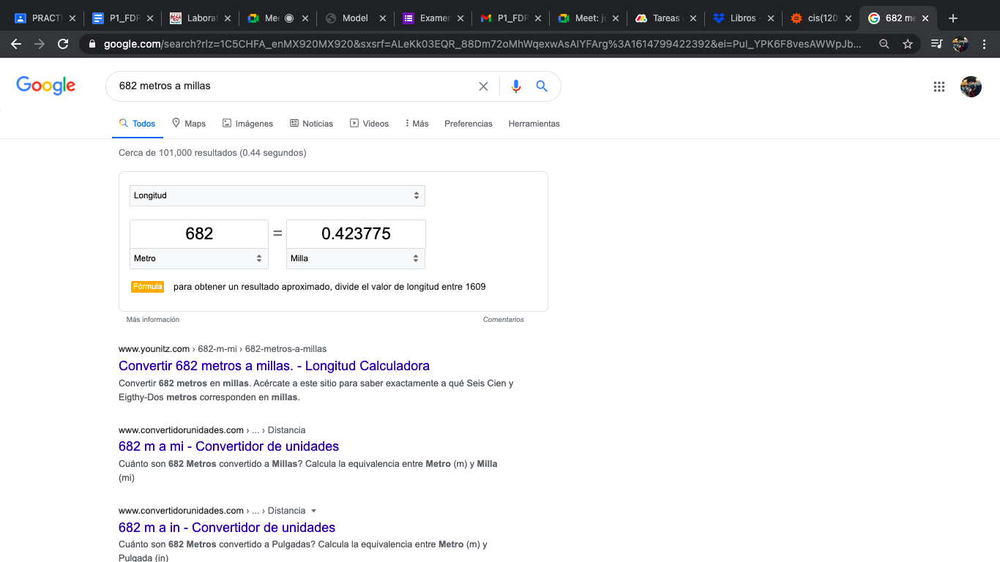 PRACTI
P1_FDP
Laborat
Mee
Model
Examen
P1_FDP
Meet: js
Tareas
Libros -
cis(120
682 me
google.com/search?rlz=1C5CHFA_enMX920MX920&sxsrf=ALeKk03EQR_88Dm72oMhWqexwAsAlYFArg%3A1614799422392&ei=Pul_YPK6F8vesAWWpJb...
Google
682 metros a millas
Todos
Maps
Imágenes
Noticias
Videos
Más
Preferencias
Herramientas
Cerca de 101,000 resultados (0.44 segundos)
Longitud
682 = 0.423775
Metro
Milla
Fórmula para obtener un resultado aproximado, divide el valor de longitud entre 1609
Más información
Comentarios
www.younitz.com › 682-m-mi › 682-metros-a-millas
Convertir 682 metros a millas. - Longitud Calculadora
Convertir 682 metros en millas. Acércate a este sitio para saber exactamente a qué Seis Cien y
Eigthy-Dos metros corresponden en millas.
www.convertidorunidades.com › ... › Distancia
682 m a mi - Convertidor de unidades
Cuánto son 682 Metros convertido a Millas? Calcula la equivalencia entre Metro (m) y Milla
(mi)
www.convertidorunidades.com › ... › Distancia
682 m a in - Convertidor de unidades
Cuánto son 682 Metros convertido a Pulgadas? Calcula la equivalencia entre Metro (m) y
Pulgada (in)